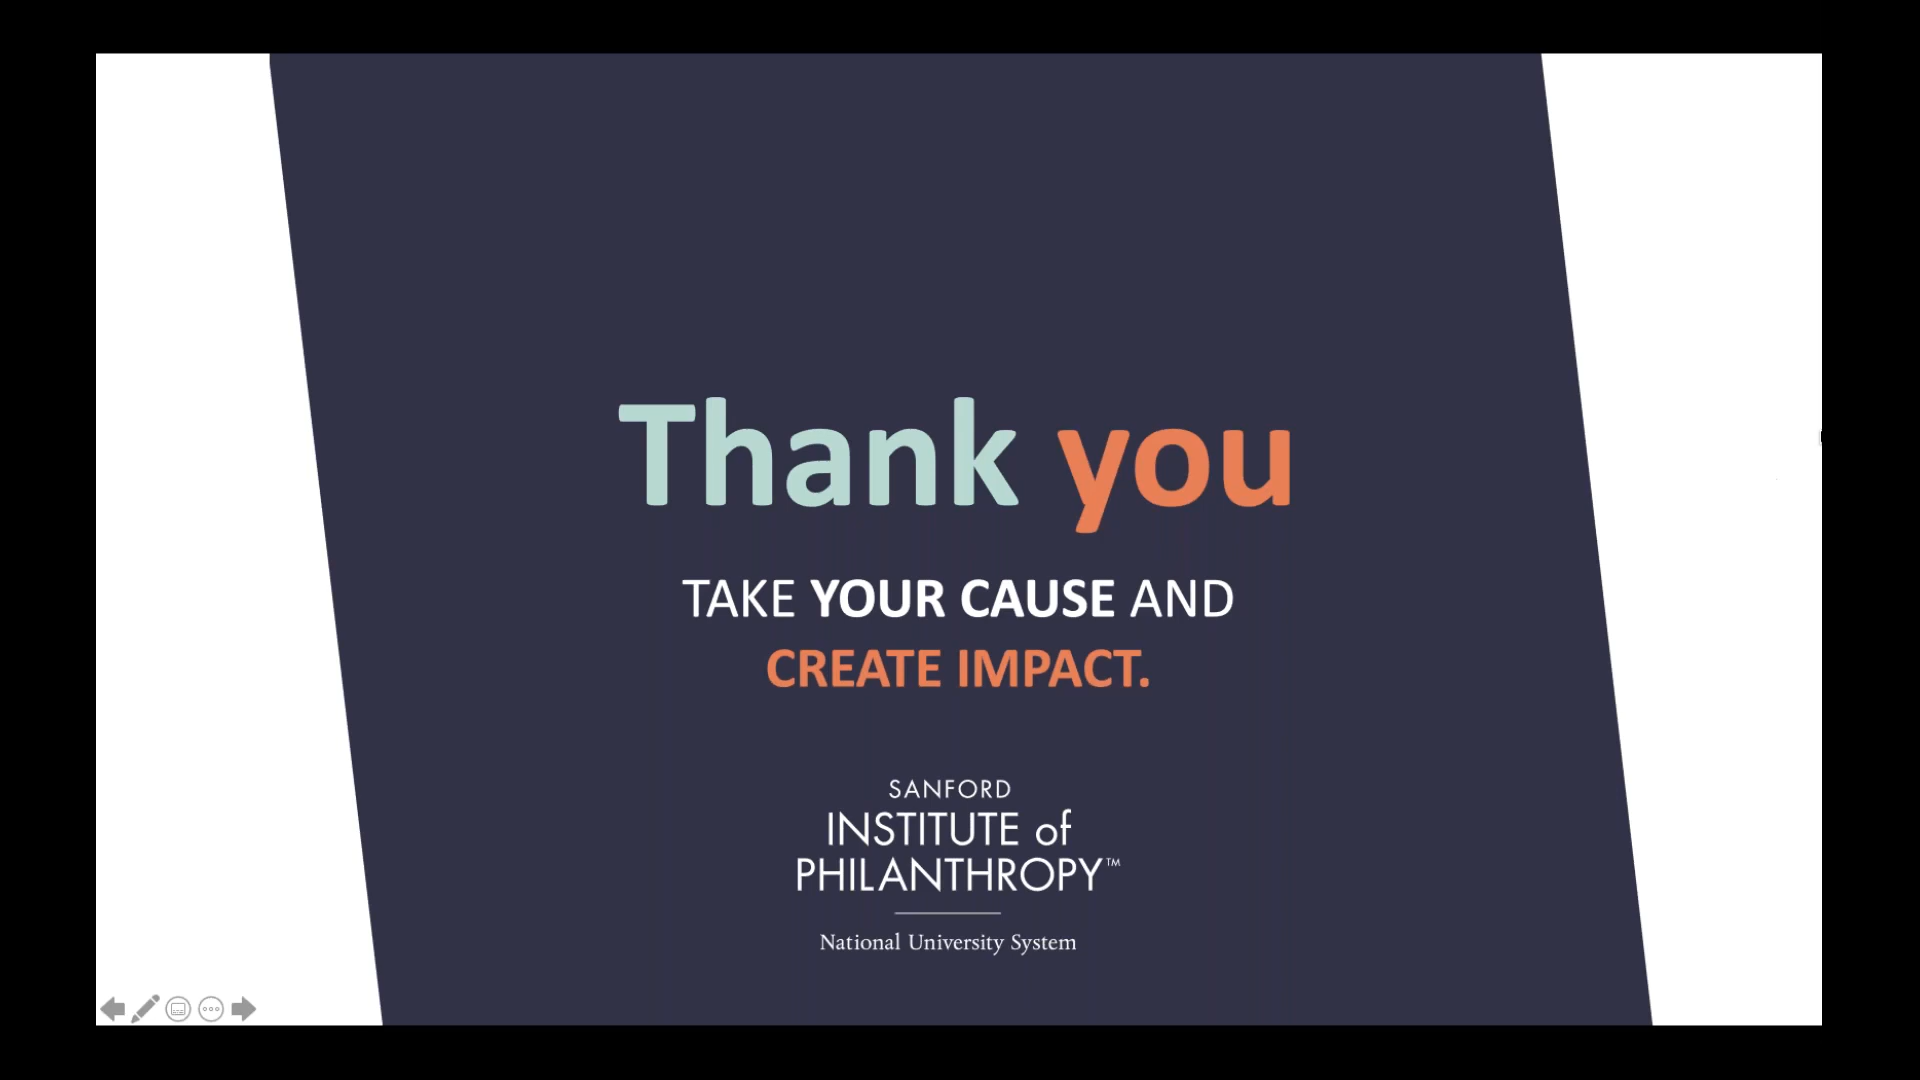 Thank you
TAKE YOUR CAUSE AND
CREATE IMPACT.
SANFORD
INSTITUTE of
PHILANTHROPY™
National University System